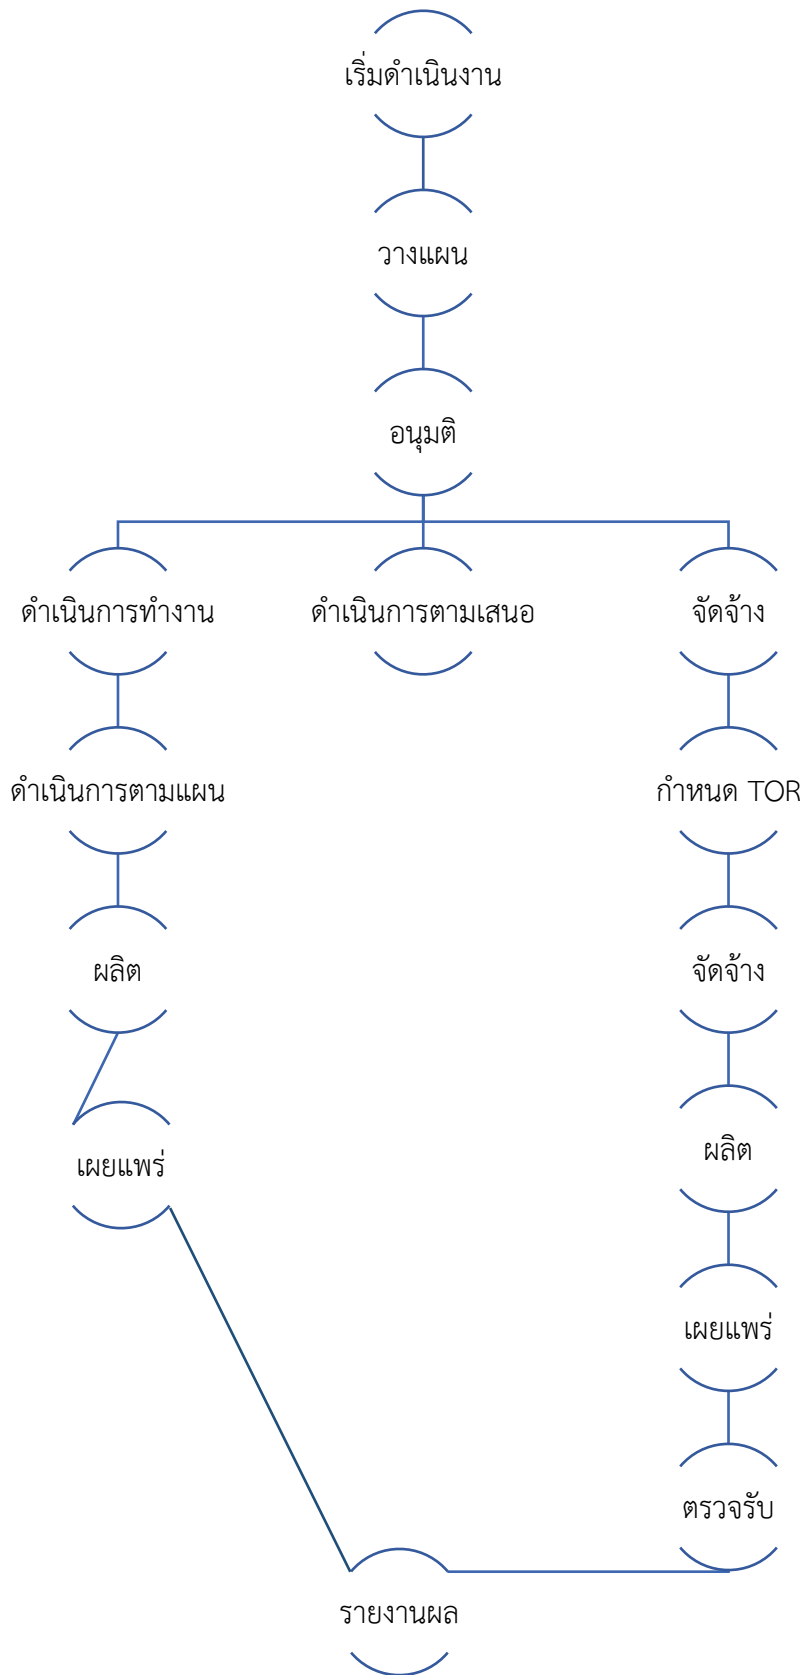 เริ่มดำเนินงาน
วางแผน
อนุมติ
ดำเนินการทำงาน
ดำเนินการตามเสนอ
จัดจ้าง
ดำเนินการตามแผน
กำหนด TOR
ผลิต
จัดจ้าง
เผยแพร่
ผลิต
เผยแพร่
ตรวจรับ
รายงานผล